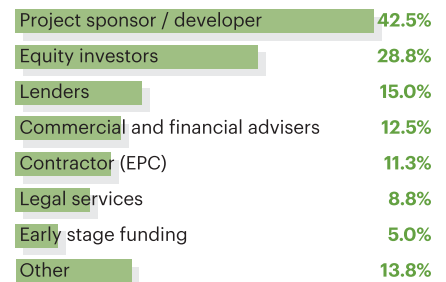 Project sponsor / developer 42.5%
Equity investors 28.8%
Lenders 15.0%
Commercial and financial advisers 12.5%
Contractor (EPC) 11.3%
Legal services 8.8%
Early stage funding 5.0%
Other 13.8%